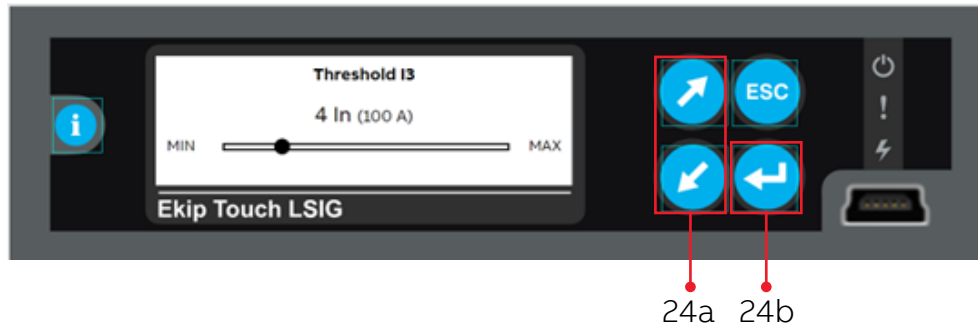 Threshold I3
4 In (100 A)
MIN
MAX
Ekip Touch LSIG
i
ESC
24a
24b